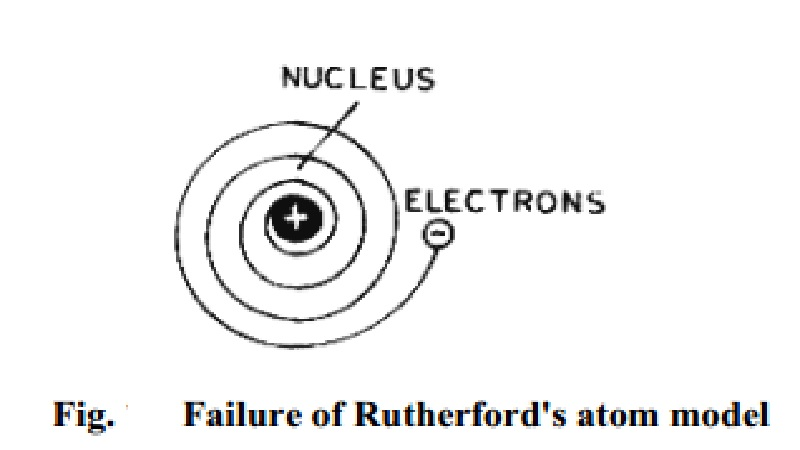 NUCLEUS
ELECTRONS
+
-
Fig. Failure of Rutherford's atom model